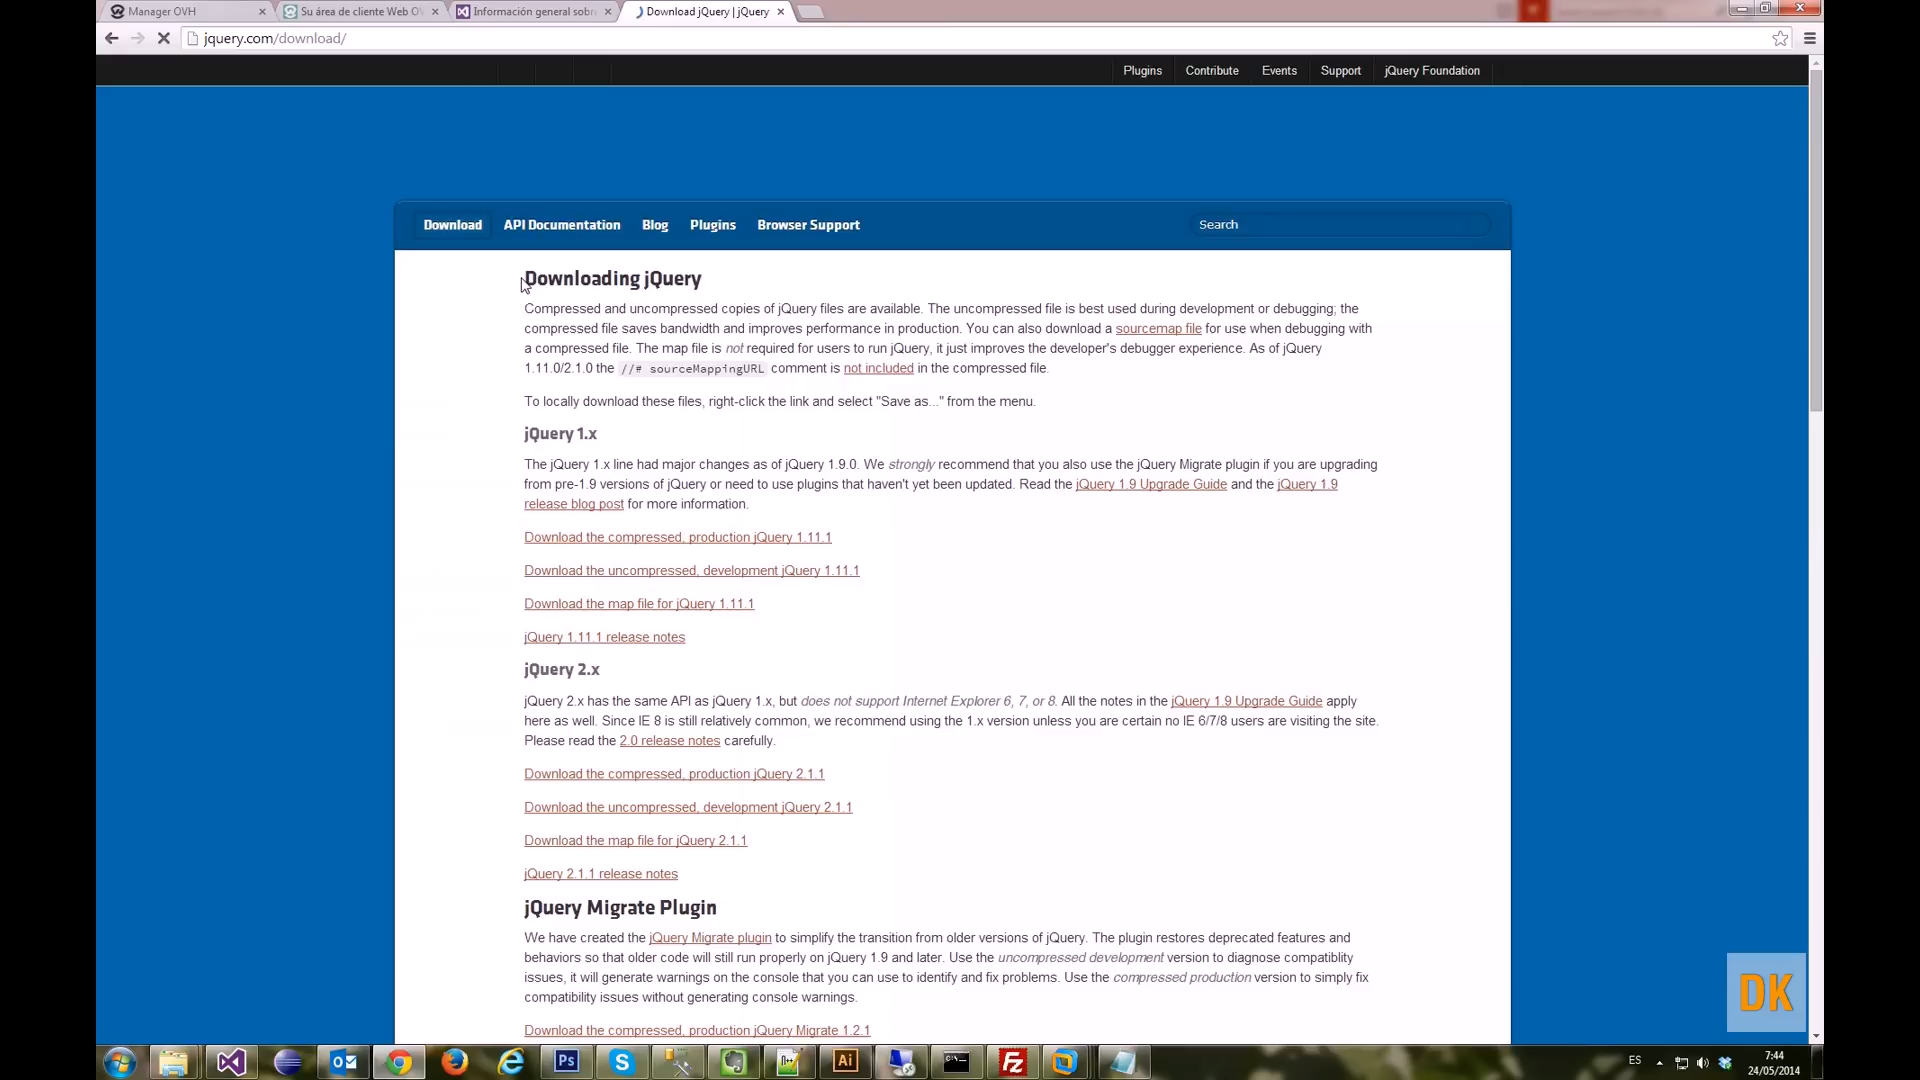 Manager OVH
Su área de cliente Web OV
Información general sobr
Download jQuery | jQuery
jquery.com/download/
Plugins
Contribute
Events
Support
jQuery Foundation
Download
API Documentation
Blog
Plugins
Browser Support
Search
Downloading jQuery
Compressed and uncompressed copies of jQuery files are available. The uncompressed file is best used during development or debugging; the
compressed file saves bandwidth and improves performance in production. You can also download a sourcemap file for use when debugging with
a compressed file. The map file is not required for users to run jQuery, it just improves the developer's debugger experience. As of jQuery
1.11.0/2.1.0 the //# sourceMappingURL comment is not included in the compressed file.
To locally download these files, right-click the link and select "Save as..." from the menu.
jQuery 1.x
The jQuery 1.x line had major changes as of jQuery 1.9.0. We strongly recommend that you also use the jQuery Migrate plugin if you are upgrading
from pre-1.9 versions of jQuery or need to use plugins that haven't yet been updated. Read the jQuery 1.9 Upgrade Guide and the jQuery 1.9
release blog post for more information.
Download the compressed, production jQuery 1.11.1
Download the uncompressed, development jQuery 1.11.1
Download the map file for jQuery 1.11.1
jQuery 1.11.1 release notes
jQuery 2.x
jQuery 2.x has the same API as jQuery 1.x, but does not support Internet Explorer 6, 7, or 8. All the notes in the jQuery 1.9 Upgrade Guide apply
here as well. Since IE 8 is still relatively common, we recommend using the 1.x version unless you are certain no IE 6/7/8 users are visiting the site.
Please read the 2.0 release notes carefully.
Download the compressed, production jQuery 2.1.1
Download the uncompressed, development jQuery 2.1.1
Download the map file for jQuery 2.1.1
jQuery 2.1.1 release notes
jQuery Migrate Plugin
We have created the jQuery Migrate plugin to simplify the transition from older versions of jQuery. The plugin restores deprecated features and
behaviors so that older code will still run properly on jQuery 1.9 and later. Use the uncompressed development version to diagnose compatiblity
issues, it will generate warnings on the console that you can use to identify and fix problems. Use the compressed production version to simply fix
compatibility issues without generating console warnings.
Download the compressed, production jQuery Migrate 1.2.1
DK
Ps
Ai
FZ
ES
7:44
24/05/2014